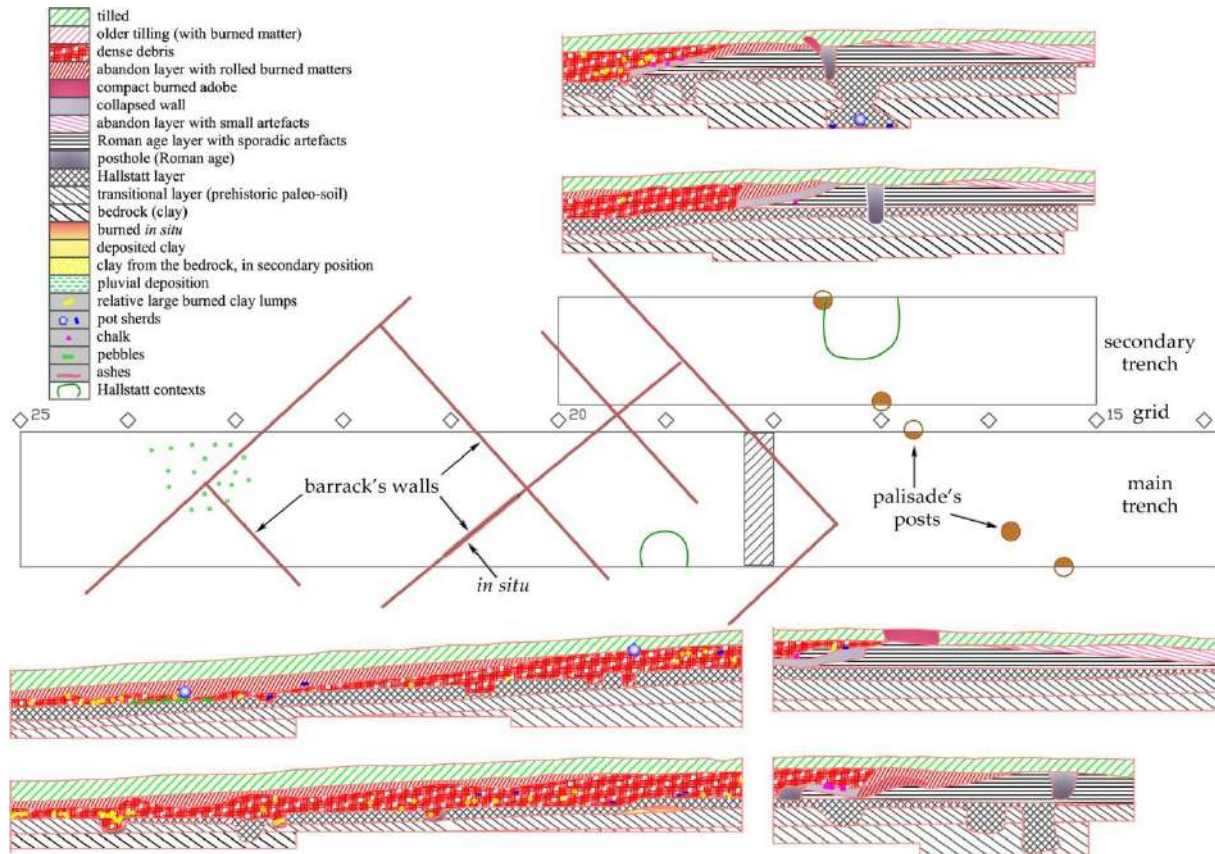 tilled
older tilling (with burned matter)
dense debris
abandon layer with rolled burned matters
compact burned adobe
collapsed wall
abandon layer with small artefacts
Roman age layer with sporadic artefacts
posthole (Roman age)
Hallstatt layer
transitional layer (prehistoric paleo-soil)
bedrock (clay)
burned in situ
deposited clay
clay from the bedrock, in secondary position
pluvial deposition
relative large burned clay lumps
pot sherds
chalk
pebbles
ashes
Hallstatt contexts
secondary
trench
25
20
15
grid
barrack's walls
in situ
palisade's
posts
main
trench